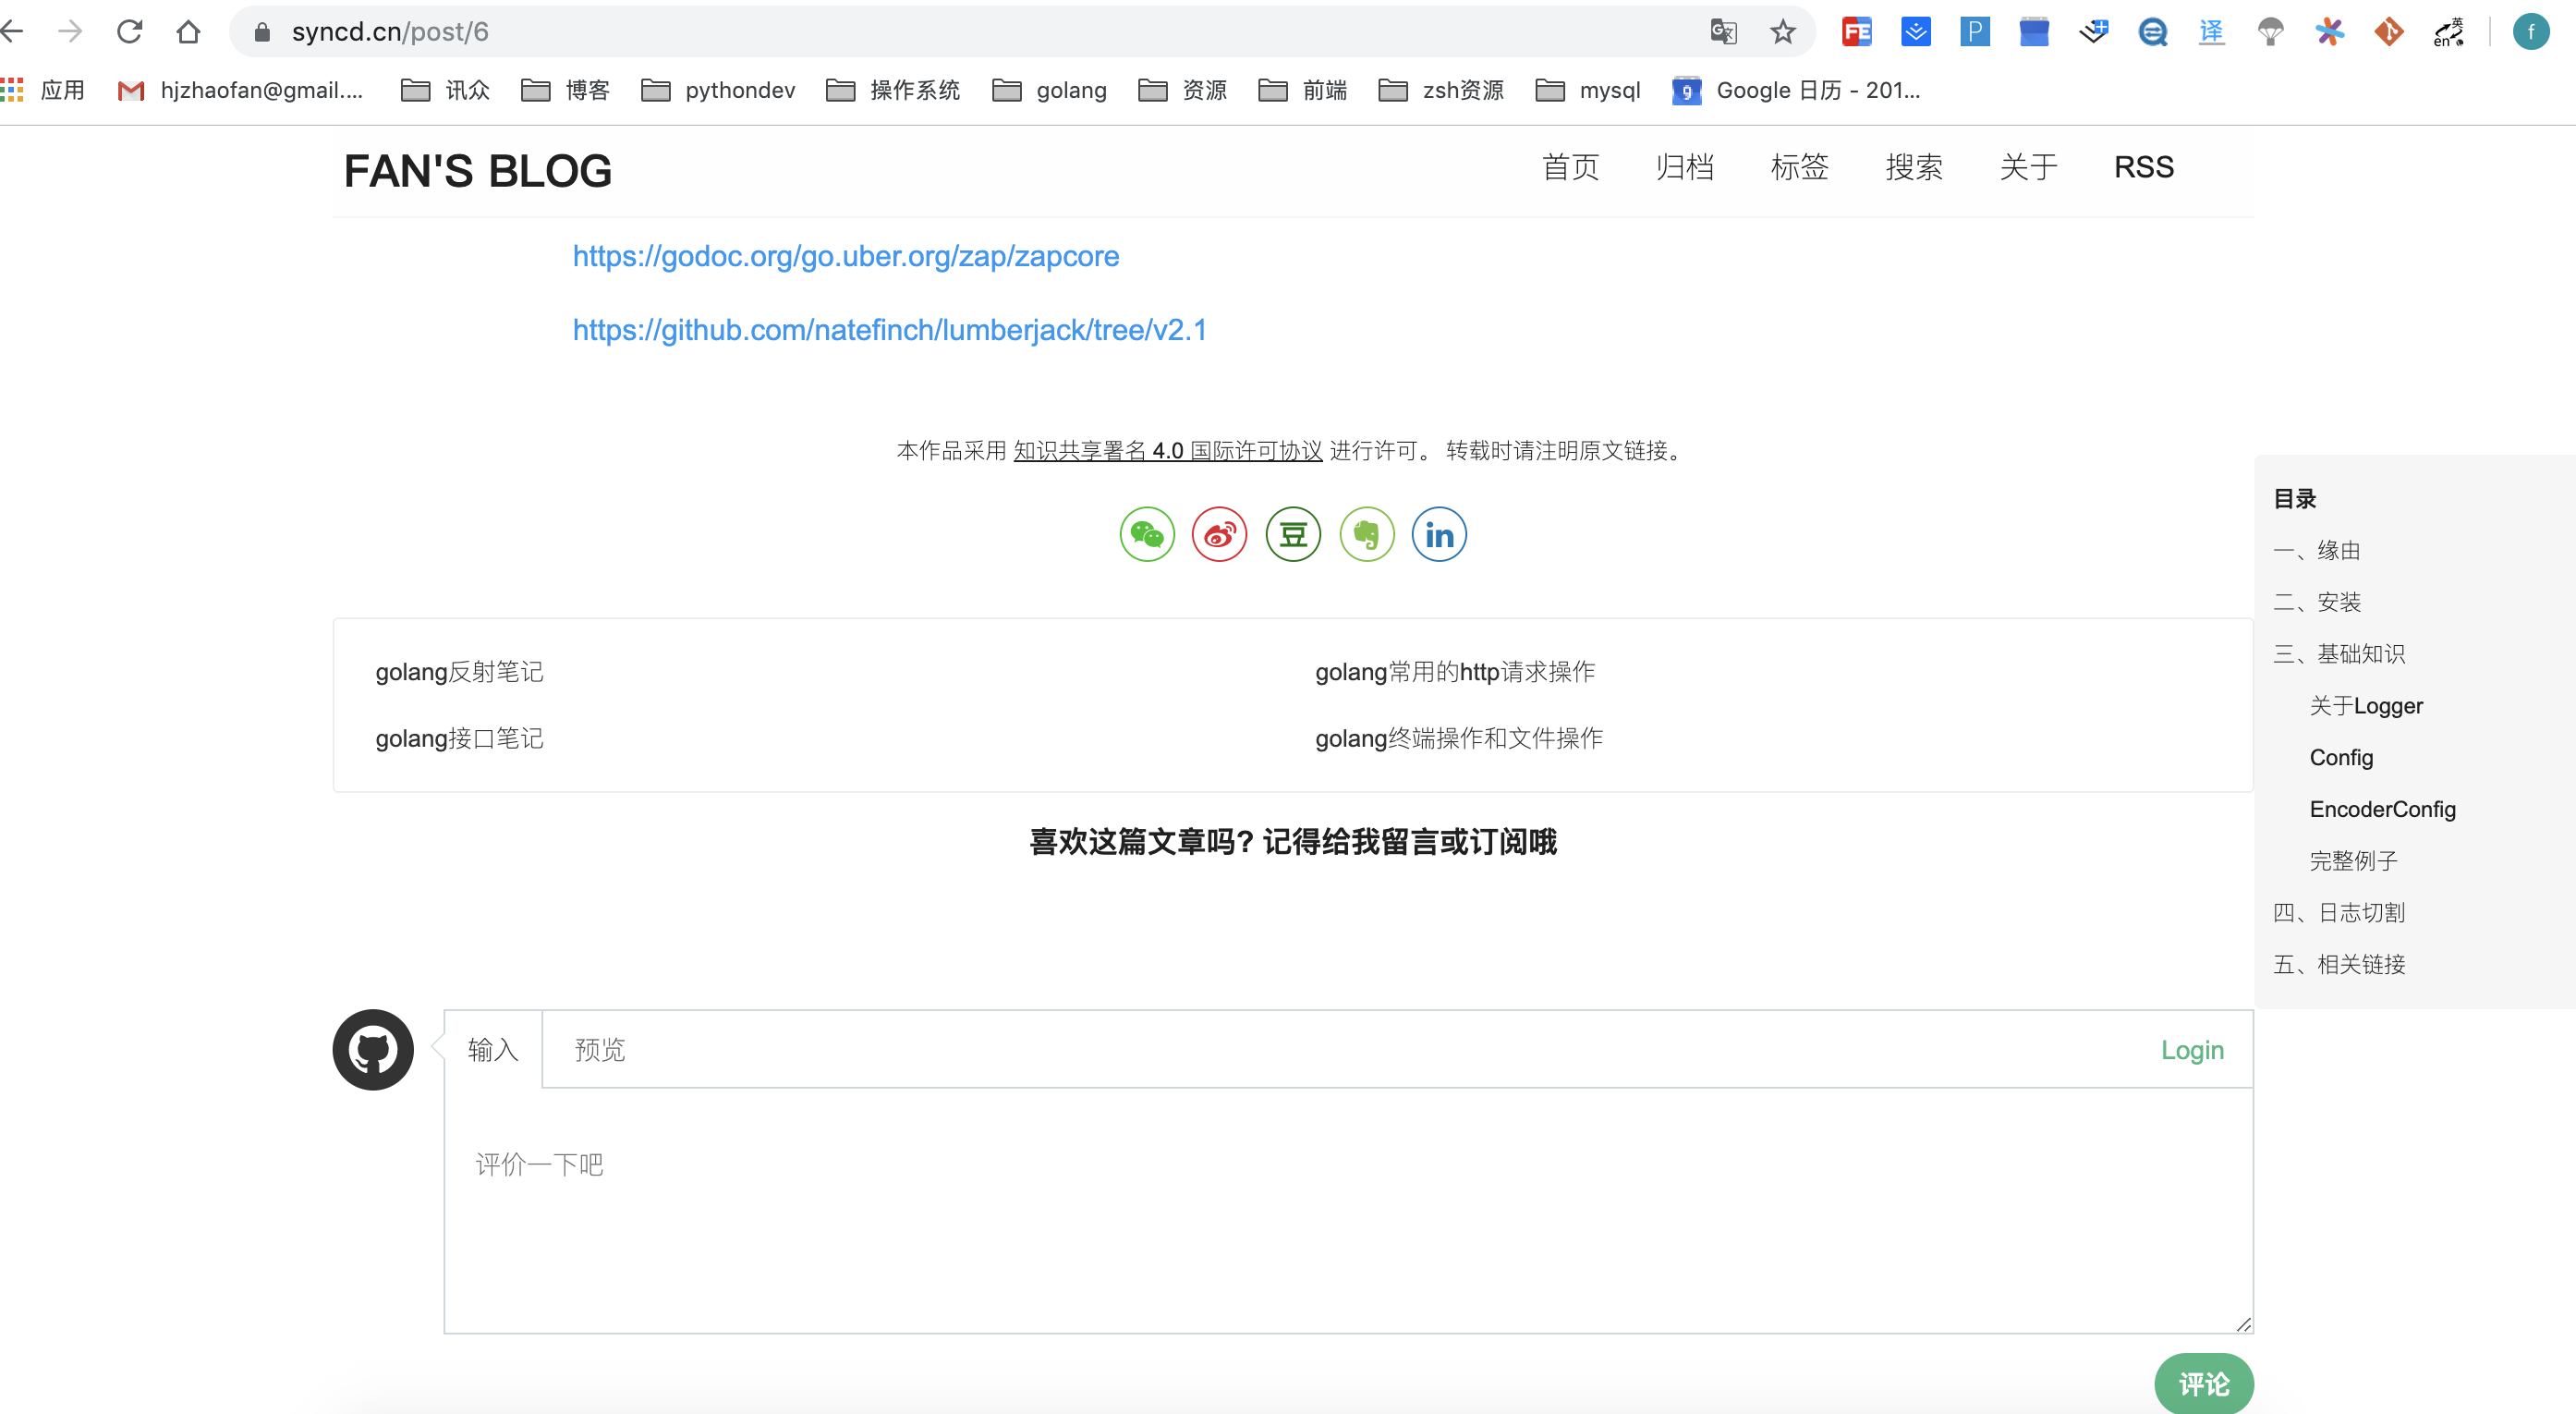 syncd.cn/post/6
应用 hjzhaofan@gmail.... 讯众 博客 pythondev 操作系统 golang 资源 前端 zsh资源 mysql Google 日历 - 201...
FAN'S BLOG 首页 归档 标签 搜索 关于 RSS
https://godoc.org/go.uber.org/zap/zapcore
https://github.com/natefinch/lumberjack/tree/v2.1
本作品采用 知识共享署名 4.0 国际许可协议 进行许可。 转载时请注明原文链接。
豆 in
golang反射笔记 golang常用的http请求操作
golang接口笔记 golang终端操作和文件操作
喜欢这篇文章吗? 记得给我留言或订阅哦
目录
一、缘由
二、安装
三、基础知识
关于Logger
Config
EncoderConfig
完整例子
四、日志切割
五、相关链接
输入 预览 Login
评价一下吧
评论
FE P 译 en 英 f